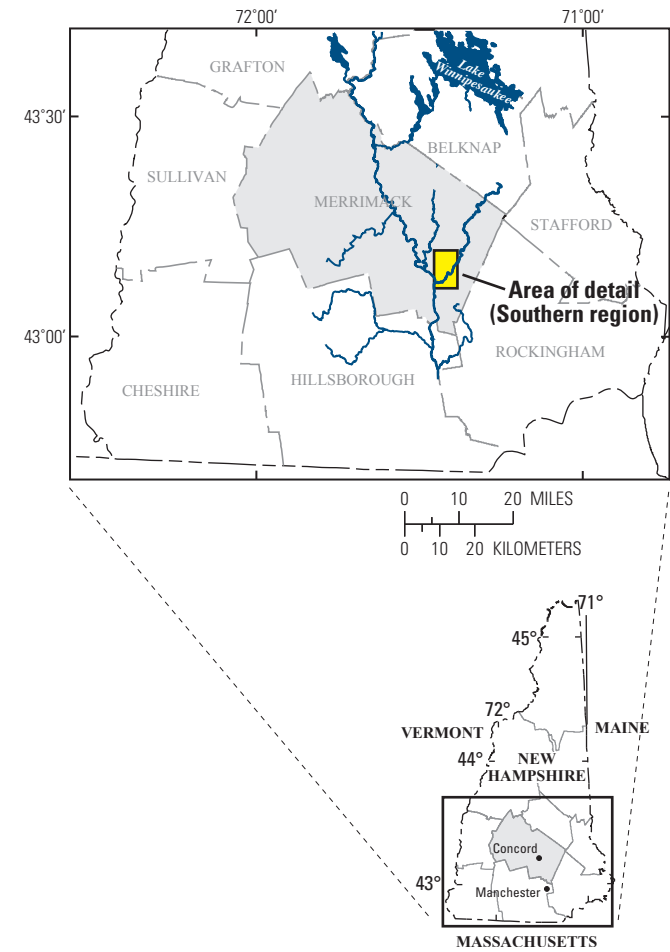 72°00'
71°00'
GRAFTON
Lake
Winnipesaukee
43°30'
BELKNAP
SULLIVAN
MERRIMACK
STAFFORD
Area of detail
(Southern region)
43°00'
ROCKINGHAM
CHESHIRE
HILLSBOROUGH
0 10 20 MILES
0 10 20 KILOMETERS
71°
45°
72°
VERMONT
MAINE
44°
NEW
HAMPSHIRE
Concord
43°
Manchester
MASSACHUSETTS